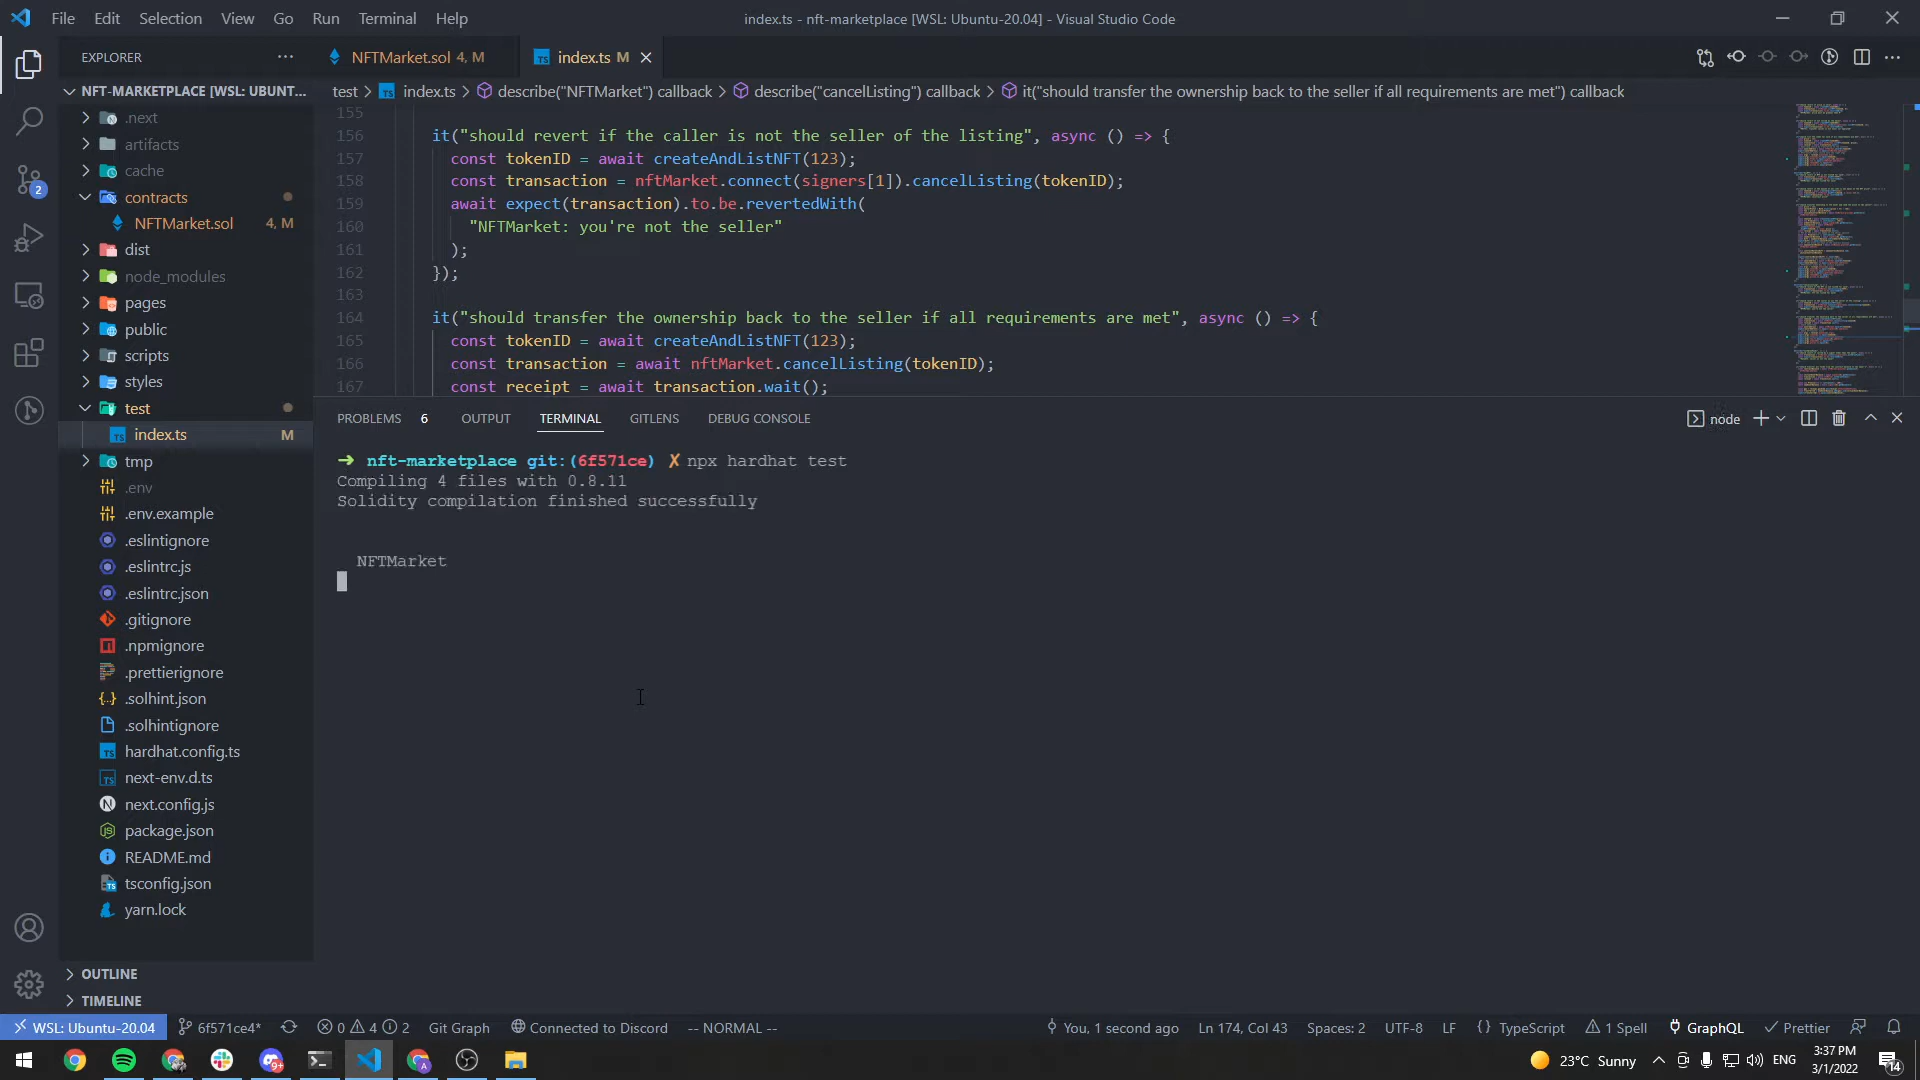 File Edit Selection View Go Run Terminal Help
index.ts - nft-marketplace [WSL: Ubuntu-20.04] - Visual Studio Code
EXPLORER
NFT-MARKETPLACE [WSL: UBUNT...
.next
artifacts
cache
contracts
NFTMarket.sol 4, M
dist
node_modules
pages
public
scripts
styles
test
index.ts M
tmp
.env
.env.example
.eslintignore
.eslintrc.js
.eslintrc.json
.gitignore
.npmignore
.prettierignore
.solhint.json
.solhintignore
hardhat.config.ts
next-env.d.ts
next.config.js
package.json
README.md
tsconfig.json
yarn.lock
OUTLINE
TIMELINE
NFTMarket.sol 4, M
index.ts M
test > index.ts > describe("NFTMarket") callback > describe("cancelListing") callback > it("should transfer the ownership back to the seller if all requirements are met") callback
155
156 it("should revert if the caller is not the seller of the listing", async () => {
157 const tokenID = await createAndListNFT(123);
158 const transaction = nftMarket.connect(signers[1]).cancelListing(tokenID);
159 await expect(transaction).to.be.revertedWith(
160 "NFTMarket: you're not the seller"
161 );
162 });
163
164 it("should transfer the ownership back to the seller if all requirements are met", async () => {
165 const tokenID = await createAndListNFT(123);
166 const transaction = await nftMarket.cancelListing(tokenID);
167 const receipt = await transaction.wait();
PROBLEMS 6 OUTPUT TERMINAL GITLENS DEBUG CONSOLE
node
→ nft-marketplace git:(6f571ce) ✗ npx hardhat test
Compiling 4 files with 0.8.11
Solidity compilation finished successfully
NFTMarket
2
WSL: Ubuntu-20.04 6f571ce4* 0 4 2 Git Graph Connected to Discord -- NORMAL -- You, 1 second ago Ln 174, Col 43 Spaces: 2 UTF-8 LF {} TypeScript 1 Spell GraphQL Prettier
9+
23°C Sunny ENG 3:37 PM
3/1/2022
14